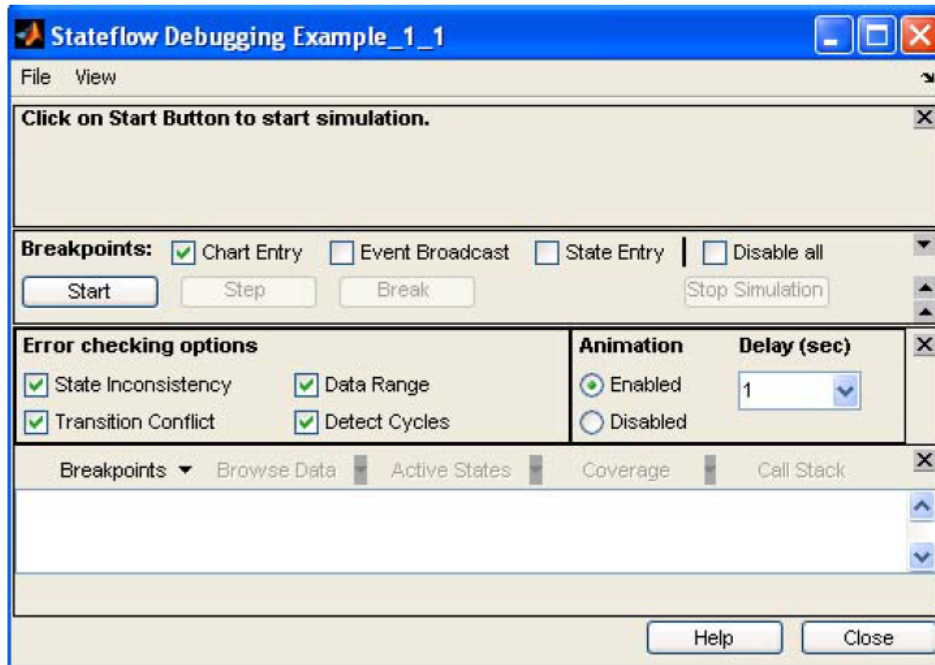 Stateflow Debugging Example_1_1
File View
Click on Start Button to start simulation.
Breakpoints: Chart Entry Event Broadcast State Entry Disable all
Start Step Break Stop Simulation
Error checking options Animation Delay (sec)
State Inconsistency Data Range Enabled 1
Transition Conflict Detect Cycles Disabled
Breakpoints Browse Data Active States Coverage Call Stack
Help Close